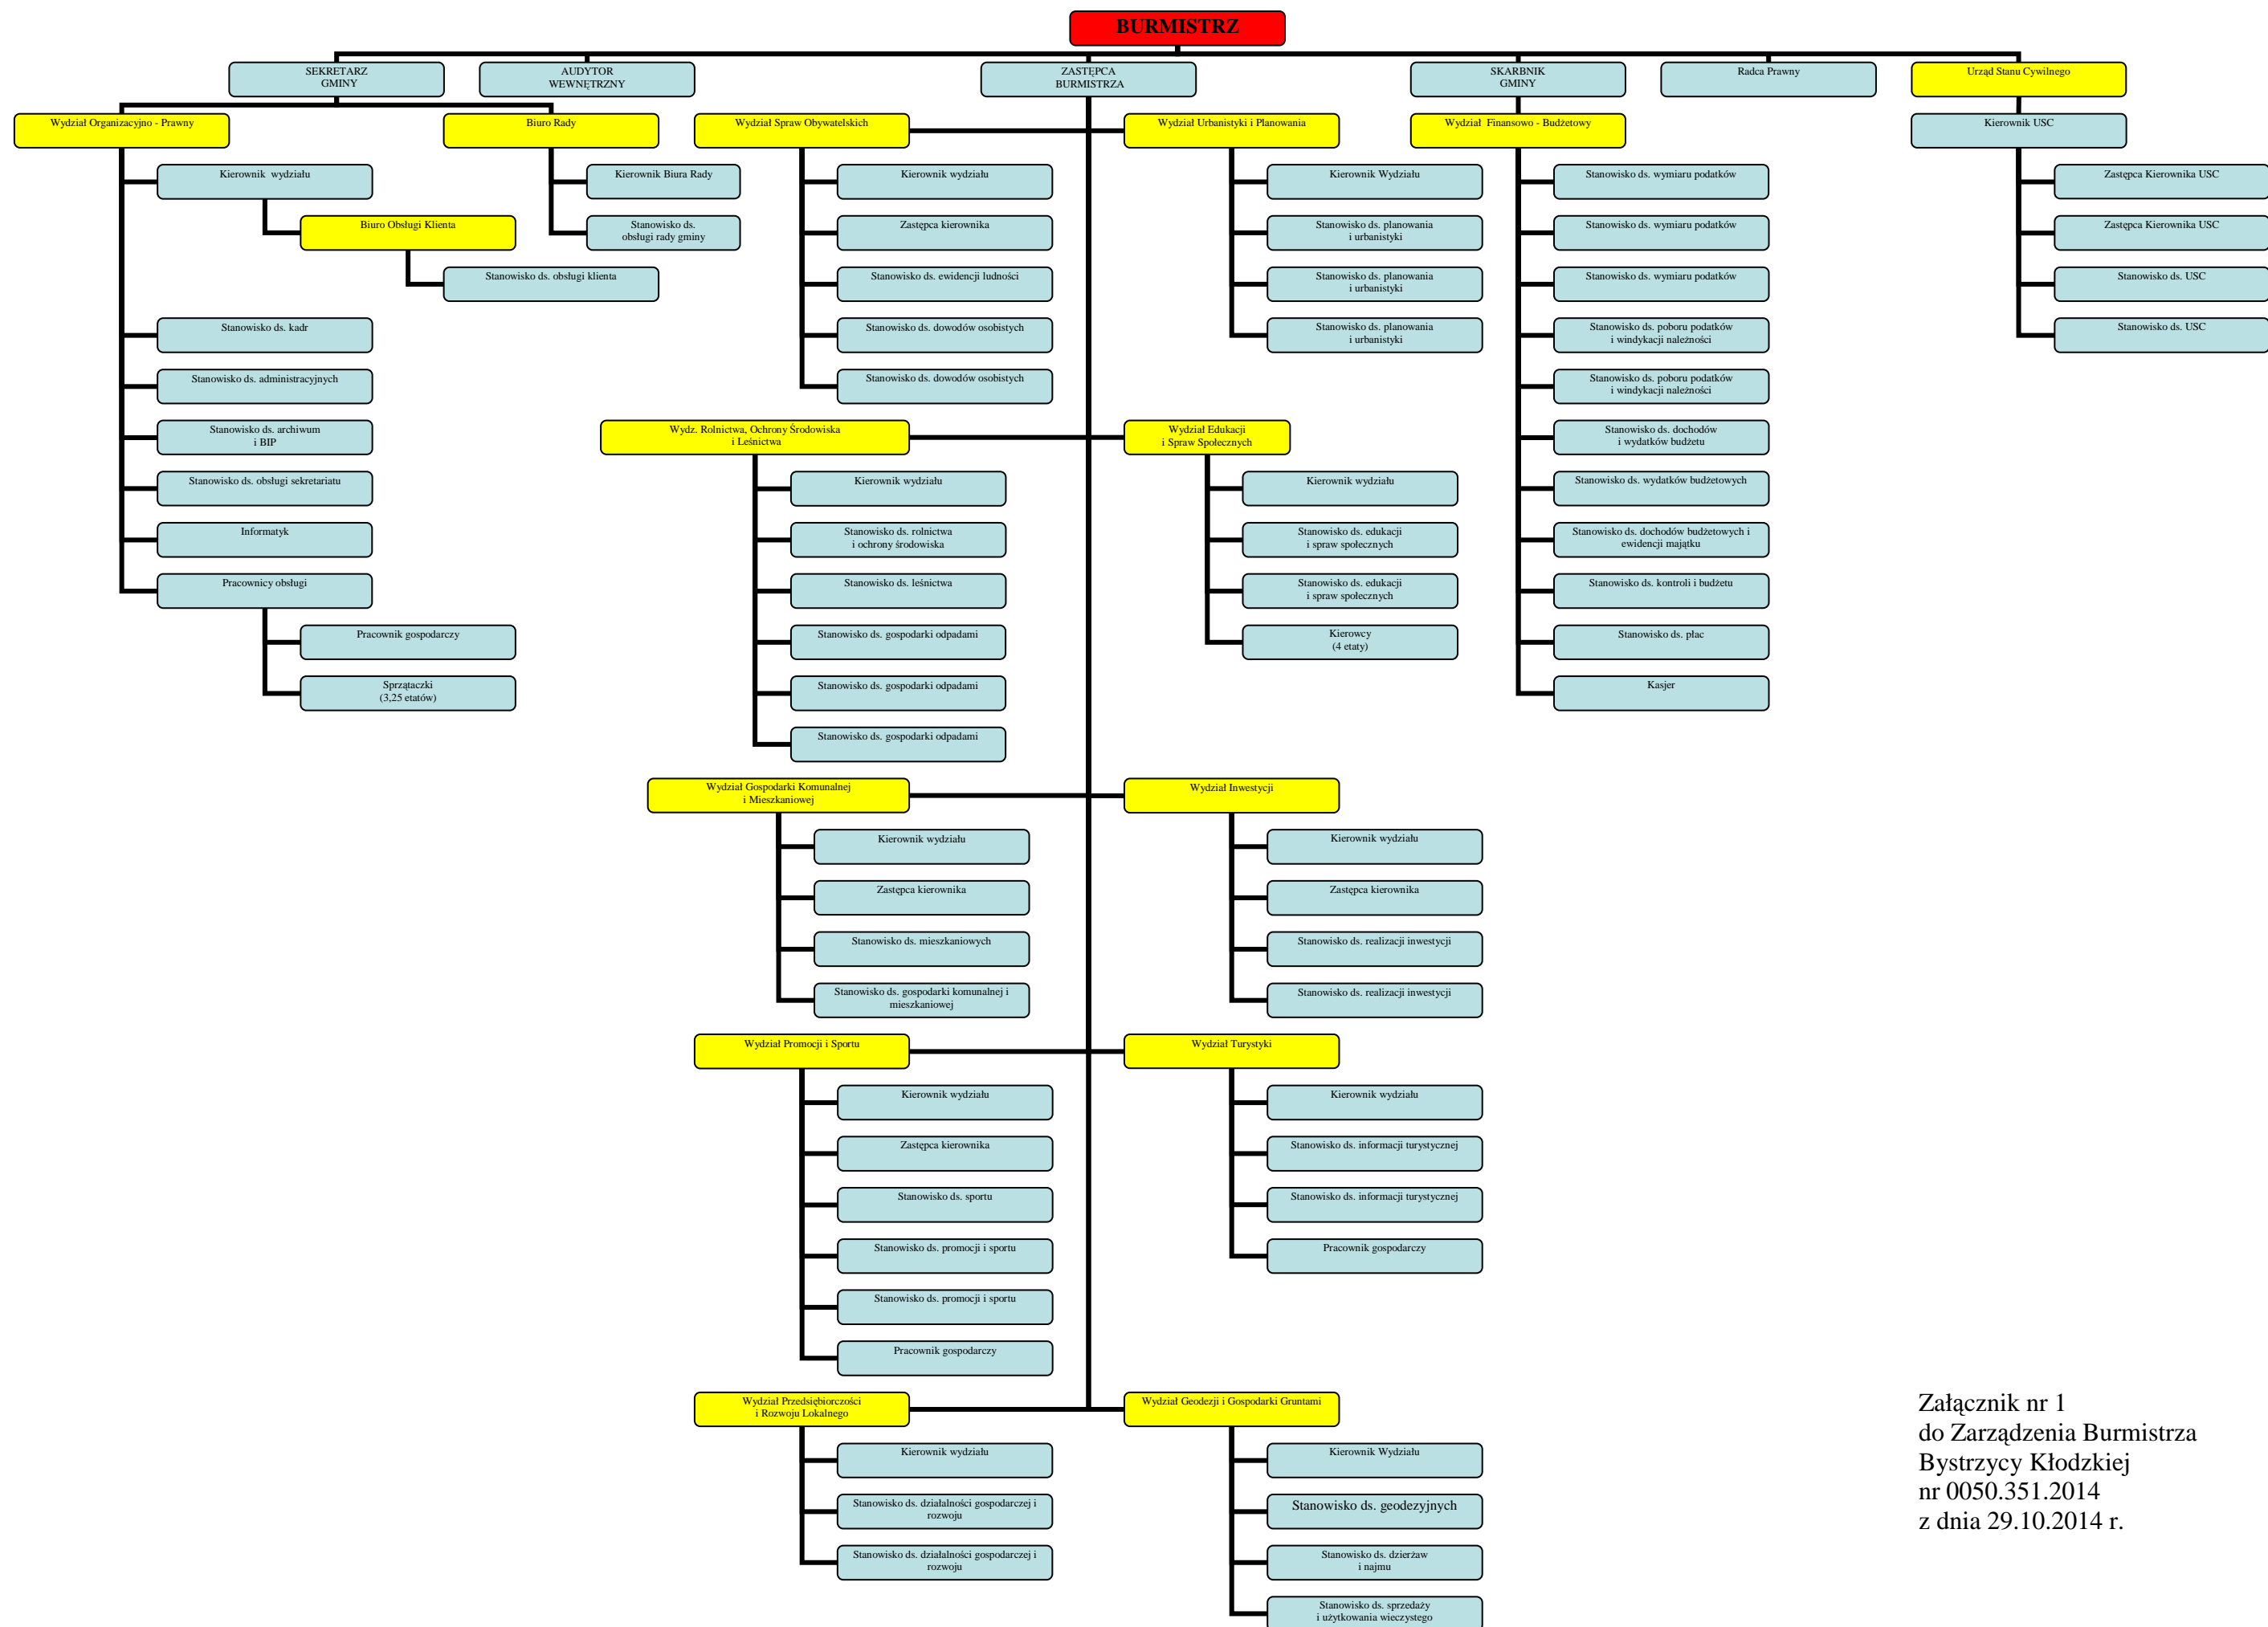 BURMISTRZ
SEKRETARZ
GMINY
AUDYTOR
WEWNĘTRZNY
ZASTĘPCA
BURMISTRZA
SKARBNIK
GMINY
Radca Prawny
Urząd Stanu Cywilnego
Wydział Organizacyjno - Prawny
Kierownik wydziału
Biuro Obsługi Klienta
Stanowisko ds. obsługi klienta
Stanowisko ds. kadr
Stanowisko ds. administracyjnych
Stanowisko ds. archiwum
i BIP
Stanowisko ds. obsługi sekretariatu
Informatyk
Pracownicy obsługi
Pracownik gospodarczy
Sprzątaczki
(3,25 etatów)
Biuro Rady
Kierownik Biura Rady
Stanowisko ds.
obsługi rady gminy
Wydział Spraw Obywatelskich
Kierownik wydziału
Zastępca kierownika
Stanowisko ds. ewidencji ludności
Stanowisko ds. dowodów osobistych
Stanowisko ds. dowodów osobistych
Wydział Urbanistyki i Planowania
Kierownik Wydziału
Stanowisko ds. planowania
i urbanistyki
Stanowisko ds. planowania
i urbanistyki
Stanowisko ds. planowania
i urbanistyki
Wydz. Rolnictwa, Ochrony Środowiska
i Leśnictwa
Kierownik wydziału
Stanowisko ds. rolnictwa
i ochrony środowiska
Stanowisko ds. leśnictwa
Stanowisko ds. gospodarki odpadami
Stanowisko ds. gospodarki odpadami
Stanowisko ds. gospodarki odpadami
Wydział Edukacji
i Spraw Społecznych
Kierownik wydziału
Stanowisko ds. edukacji
i spraw społecznych
Stanowisko ds. edukacji
i spraw społecznych
Kierowcy
(4 etaty)
Wydział Gospodarki Komunalnej
i Mieszkaniowej
Kierownik wydziału
Zastępca kierownika
Stanowisko ds. mieszkaniowych
Stanowisko ds. gospodarki komunalnej i
mieszkaniowej
Wydział Inwestycji
Kierownik wydziału
Zastępca kierownika
Stanowisko ds. realizacji inwestycji
Stanowisko ds. realizacji inwestycji
Wydział Promocji i Sportu
Kierownik wydziału
Zastępca kierownika
Stanowisko ds. sportu
Stanowisko ds. promocji i sportu
Stanowisko ds. promocji i sportu
Pracownik gospodarczy
Wydział Turystyki
Kierownik wydziału
Stanowisko ds. informacji turystycznej
Stanowisko ds. informacji turystycznej
Pracownik gospodarczy
Wydział Przedsiębiorczości
i Rozwoju Lokalnego
Kierownik wydziału
Stanowisko ds. działalności gospodarczej i
rozwoju
Stanowisko ds. działalności gospodarczej i
rozwoju
Wydział Geodezji i Gospodarki Gruntami
Kierownik Wydziału
Stanowisko ds. geodezyjnych
Stanowisko ds. dzierżaw
i najmu
Stanowisko ds. sprzedaży
i użytkowania wieczystego
Wydział Finansowo - Budżetowy
Stanowisko ds. wymiaru podatków
Stanowisko ds. wymiaru podatków
Stanowisko ds. wymiaru podatków
Stanowisko ds. poboru podatków
i windykacji należności
Stanowisko ds. poboru podatków
i windykacji należności
Stanowisko ds. dochodów
i wydatków budżetu
Stanowisko ds. wydatków budżetowych
Stanowisko ds. dochodów budżetowych i
ewidencji majątku
Stanowisko ds. kontroli i budżetu
Stanowisko ds. płac
Kasjer
Kierownik USC
Zastępca Kierownika USC
Zastępca Kierownika USC
Stanowisko ds. USC
Stanowisko ds. USC
Załącznik nr 1
do Zarządzenia Burmistrza
Bystrzycy Kłodzkiej
nr 0050.351.2014
z dnia 29.10.2014 r.